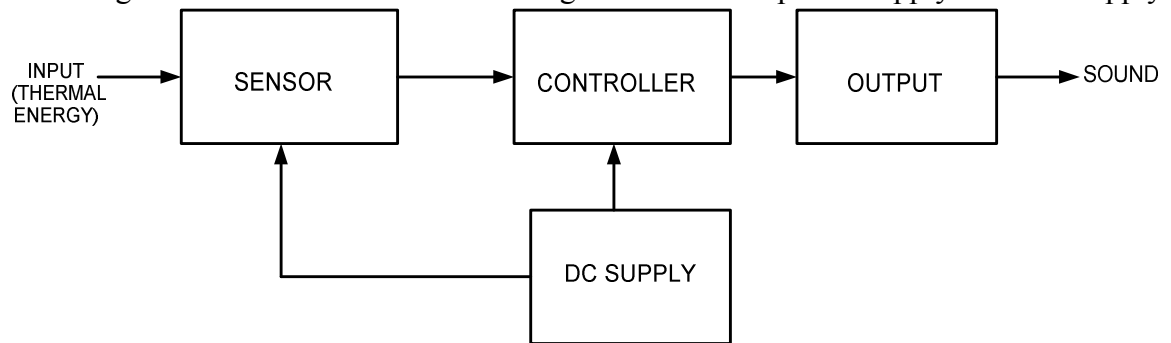 INPUT
(THERMAL
ENERGY)
SENSOR
CONTROLLER
OUTPUT
SOUND
DC SUPPLY